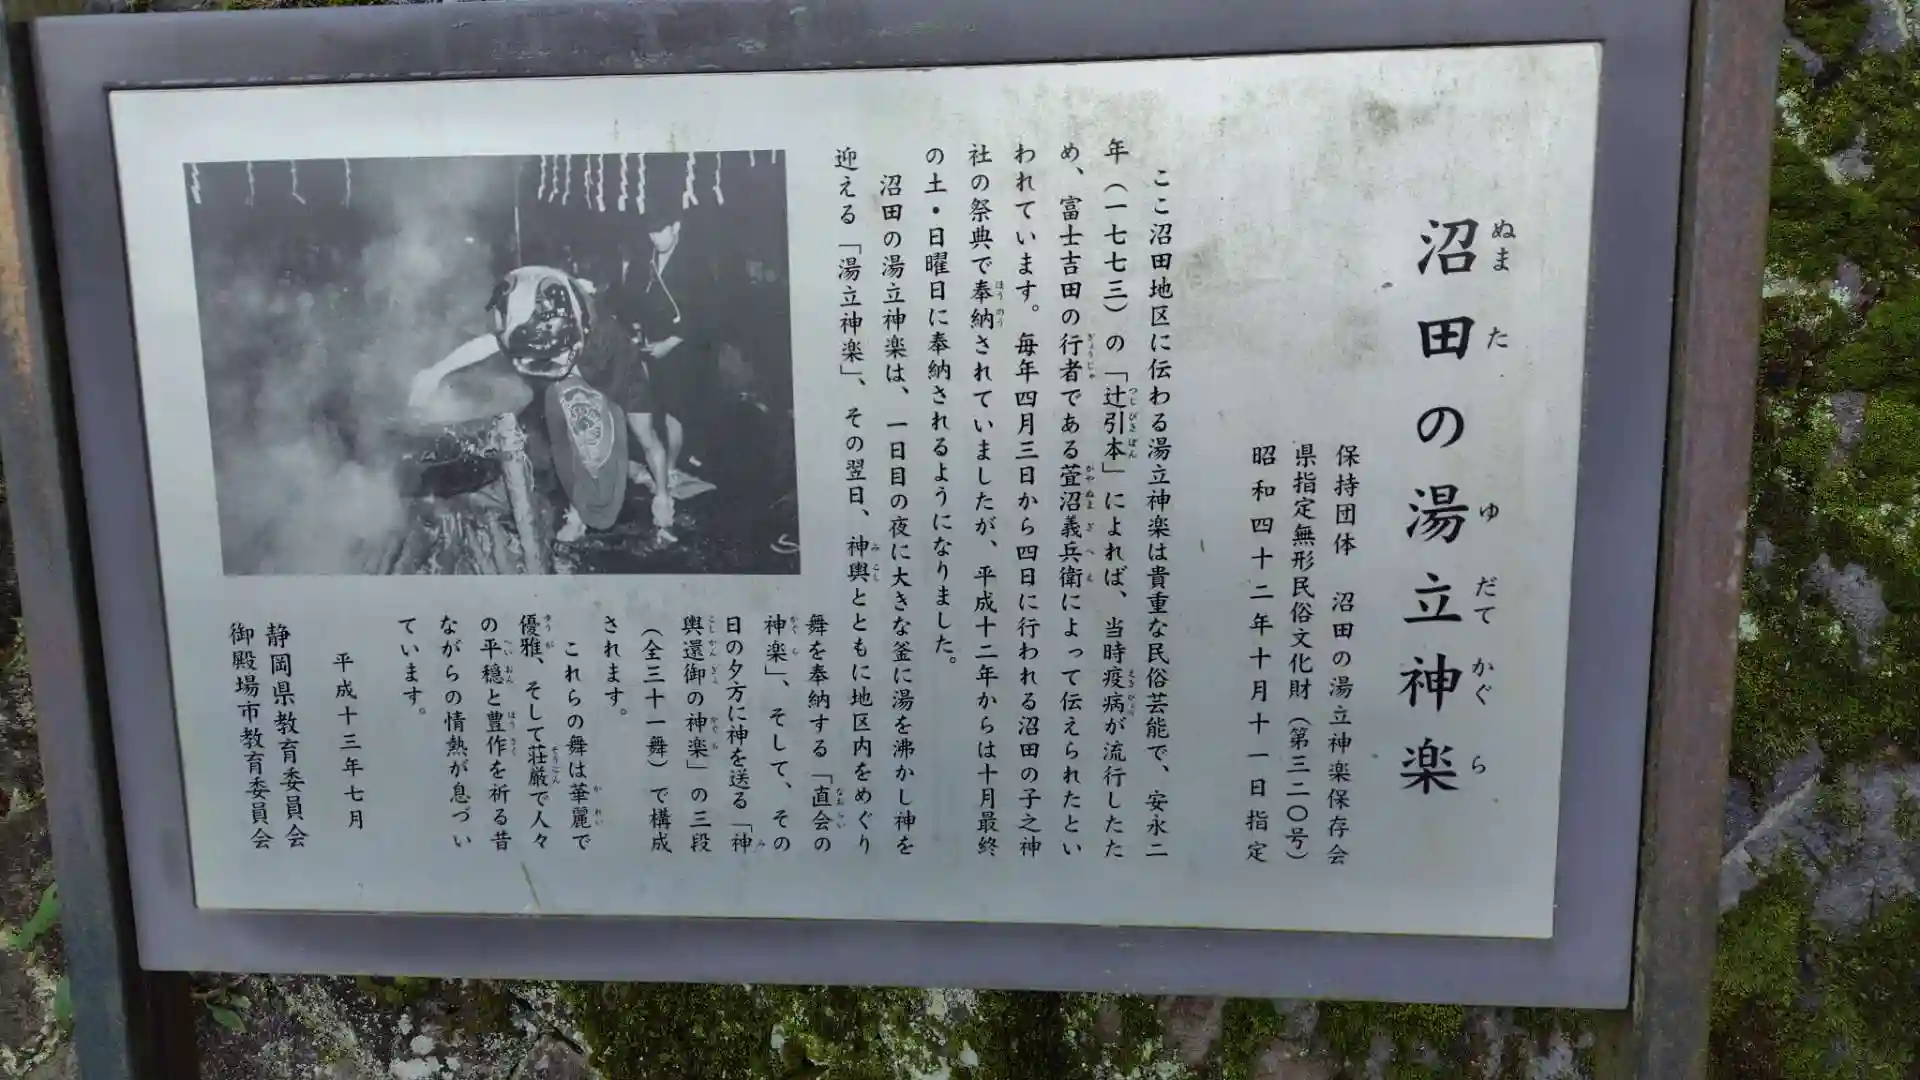 沼田の湯立神楽
ぬまたのゆだてかぐら
保持団体　沼田の湯立神楽保存会
県指定無形民俗文化財（第三二〇号）
昭和四十二年十月十一日指定
ここ沼田地区に伝わる湯立神楽は貴重な民俗芸能で、安永二
年（一七七三）の「辻引本」によれば、当時疫病が流行したた
め、富士吉田の行者である萱沼義兵衛によって伝えられたとい
われています。毎年四月三日から四日に行われる沼田の子之神
社の祭典で奉納されていましたが、平成十二年からは十月最終
の土・日曜日に奉納されるようになりました。
沼田の湯立神楽は、一日目の夜に大きな釜に湯を沸かし神を
迎える「湯立神楽」、その翌日、神輿とともに地区内をめぐり
舞を奉納する「直会の
神楽」、そして、その
日の夕方に神を送る「神
輿還御の神楽」の三段
（全三十一舞）で構成
されます。
これらの舞は華麗で
優雅、そして荘厳で人々
の平穏と豊作を祈る昔
ながらの情熱が息づい
ています。
平成十三年七月
静岡県教育委員会
御殿場市教育委員会